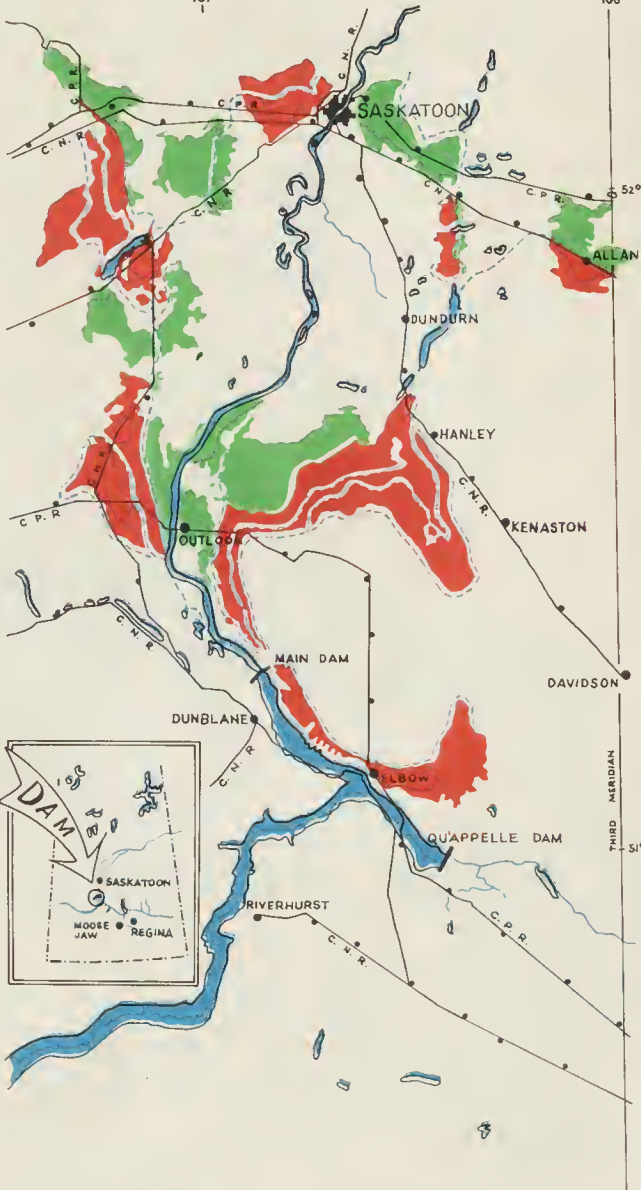 C.N.R.
C.P.R.
C.P.R
SASKATOON
C.N.R.
C.N.R.
52°
C.P.R.
ALLAN
DUNDURN
HANLEY
C.N.R.
C.N.R.
C.P.R
OUTLOOK
KENASTON
C.N.R.
MAIN DAM
DAVIDSON
DUNBLANE
C.N.R
ELBOW
THIRD MERIDIAN
DAM
QU'APPELLE DAM
51°
SASKATOON
RIVERHURST
MOOSE
JAW
REGINA
C.N.R.
C.P.R.